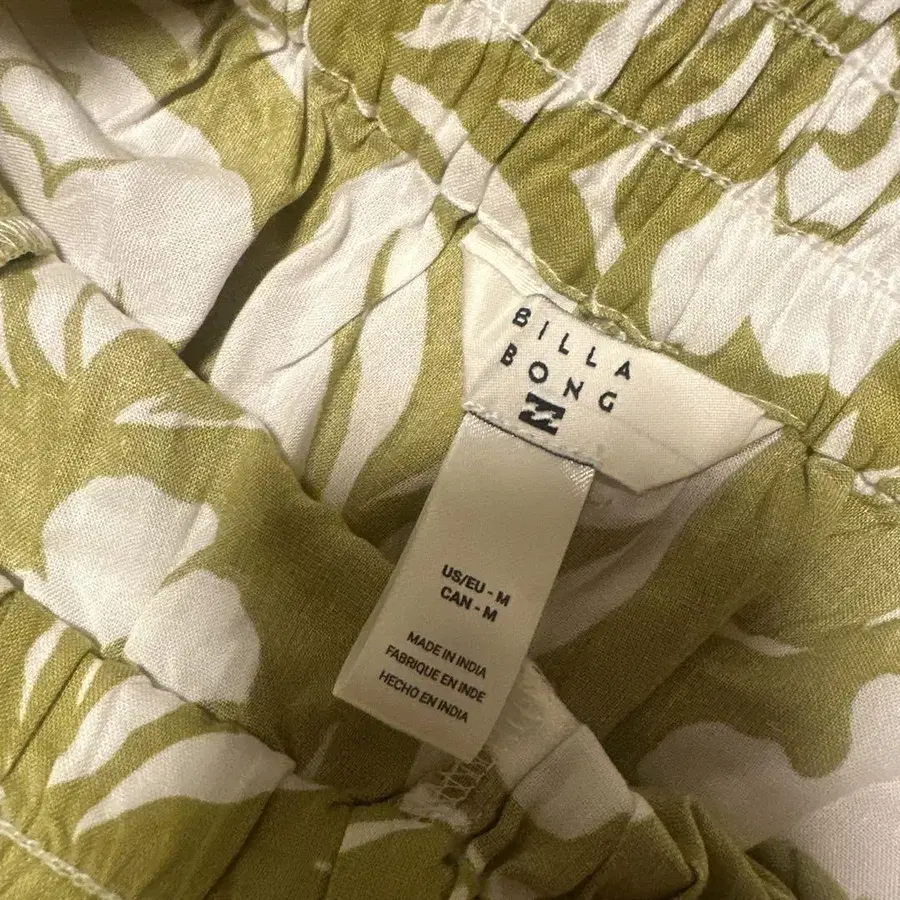 BILLA
BONG
US/EU - M
CAN - M
MADE IN INDIA
FABRIQUE EN INDE
HECHO EN INDIA